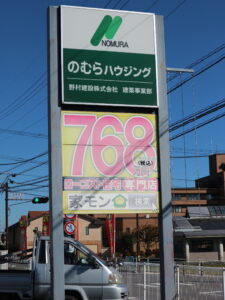 NOMURA
のむらハウジング
野村建設株式会社 建築事業部
768
(税込)
ローコスト住宅専門店
家モン 検索